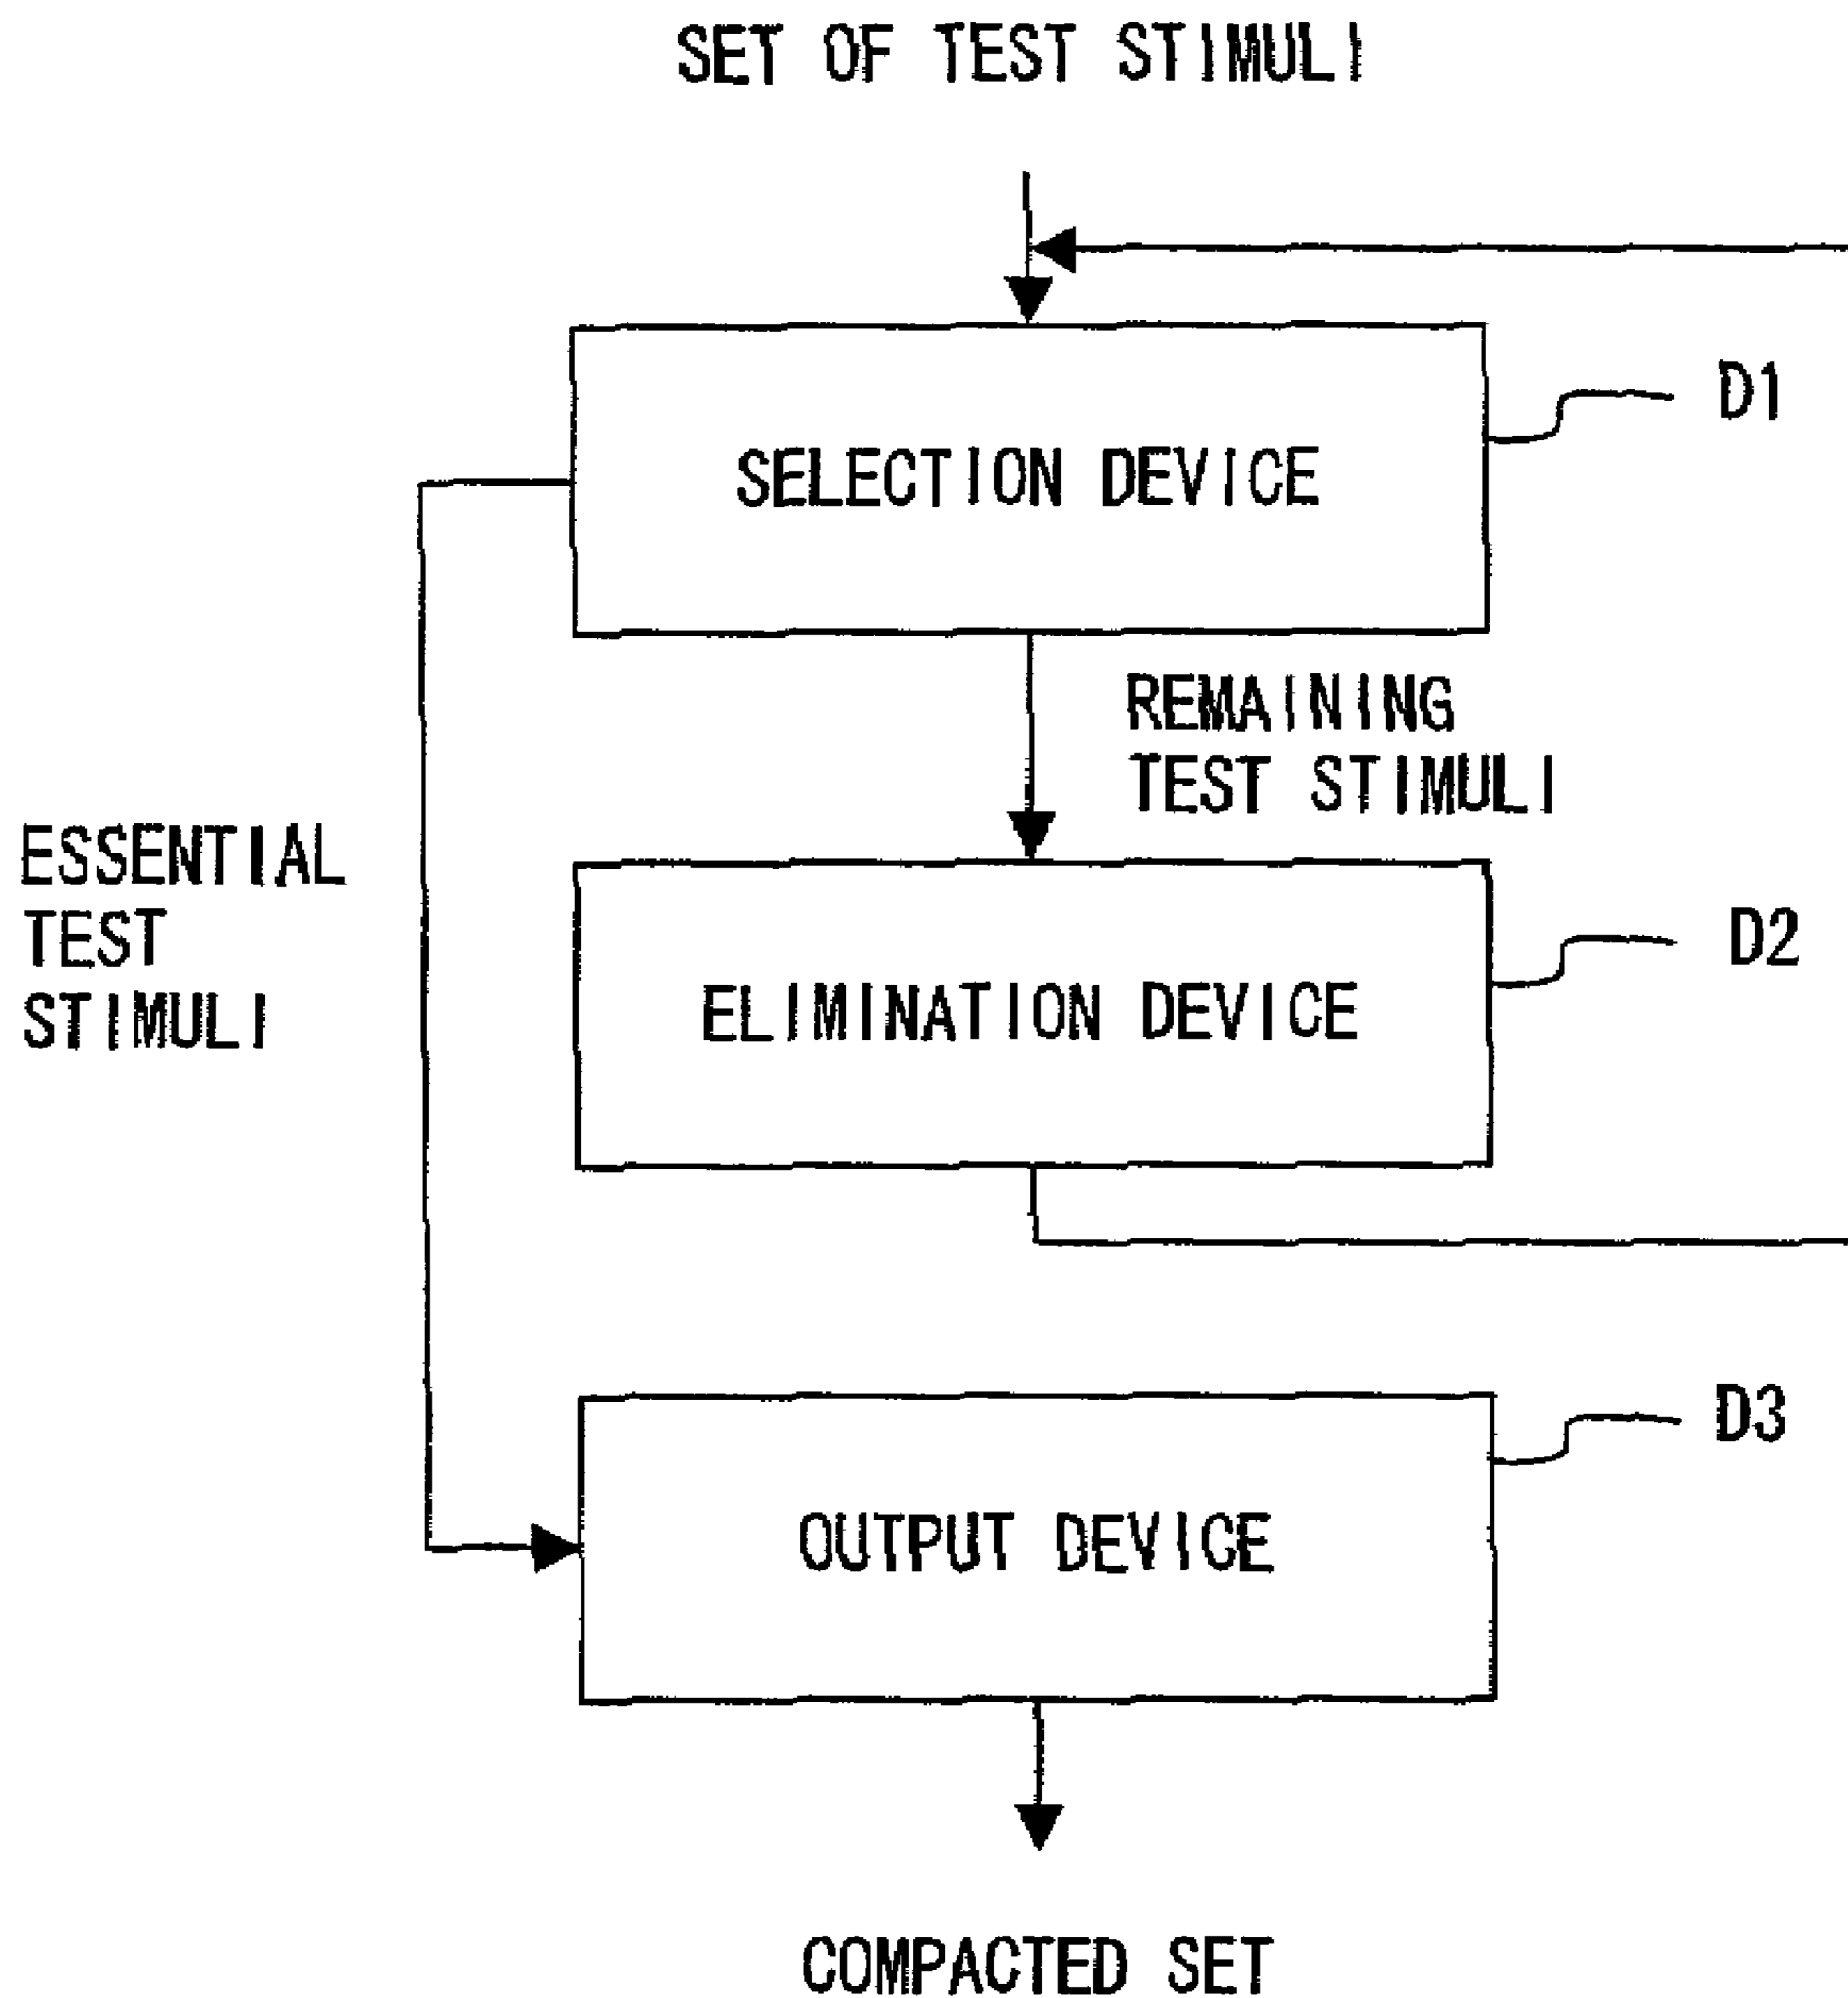 SET OF TEST STIMULI
D1
SELECTION DEVICE
REMAINING
TEST STIMULI
ESSENTIAL
TEST
STIMULI
D2
ELIMINATION DEVICE
D3
OUTPUT DEVICE
COMPACTED SET